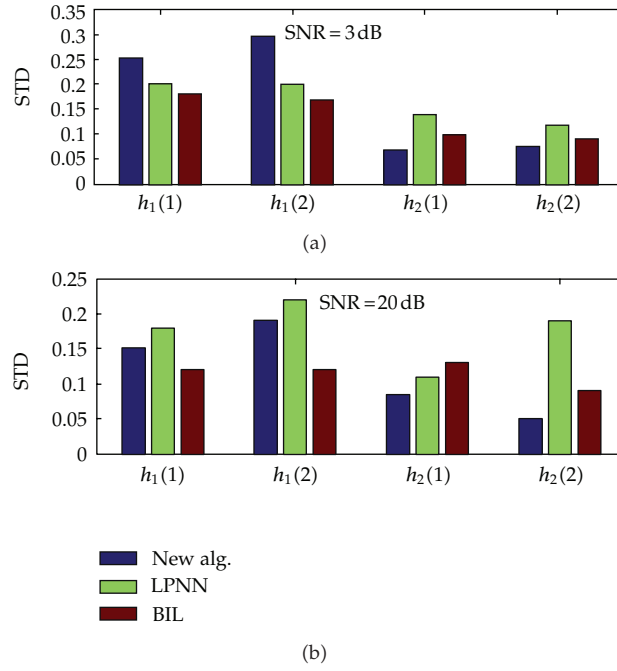 0.35
SNR = 3 dB
0.3
0.25
0.2
0.15
0.1
0.05
0
STD
h₁(1) h₁(2) h₂(1) h₂(2)
(a)
0.25
SNR = 20 dB
0.2
0.15
0.1
0.05
0
STD
h₁(1) h₁(2) h₂(1) h₂(2)
New alg.
LPNN
BIL
(b)